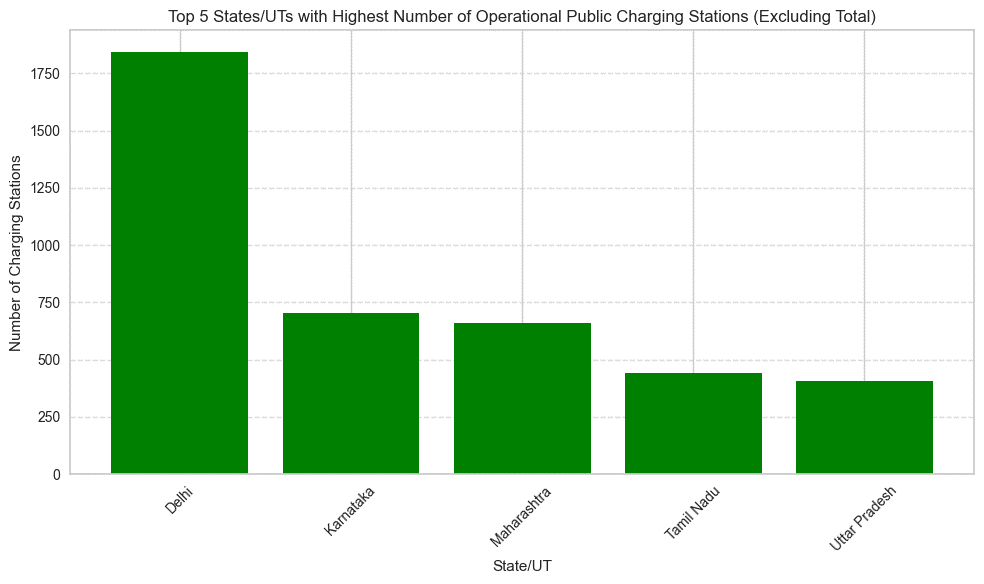 Top 5 States/UTs with Highest Number of Operational Public Charging Stations (Excluding Total)
Number of Charging Stations
1750
1500
1250
1000
750
500
250
0
Delhi
Karnataka
Maharashtra
Tamil Nadu
Uttar Pradesh
State/UT